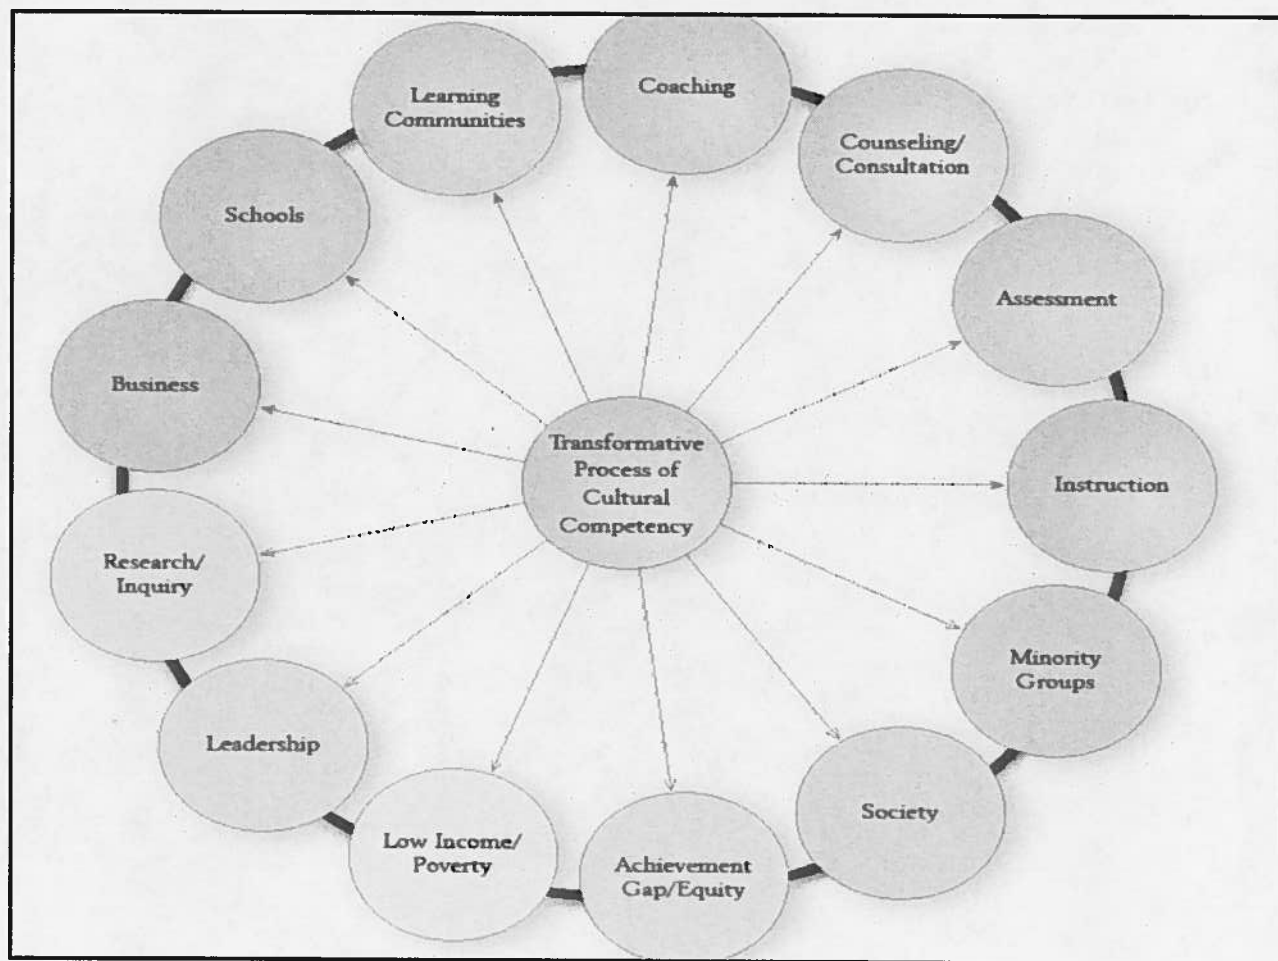 Coaching
Learning
Communities
Counseling/
Consultation
Schools
Assessment
Business
Transformative
Process of
Cultural
Competency
Instruction
Research/
Inquiry
Minority
Groups
Leadership
Society
Low Income/
Poverty
Achievement
Gap/Equity